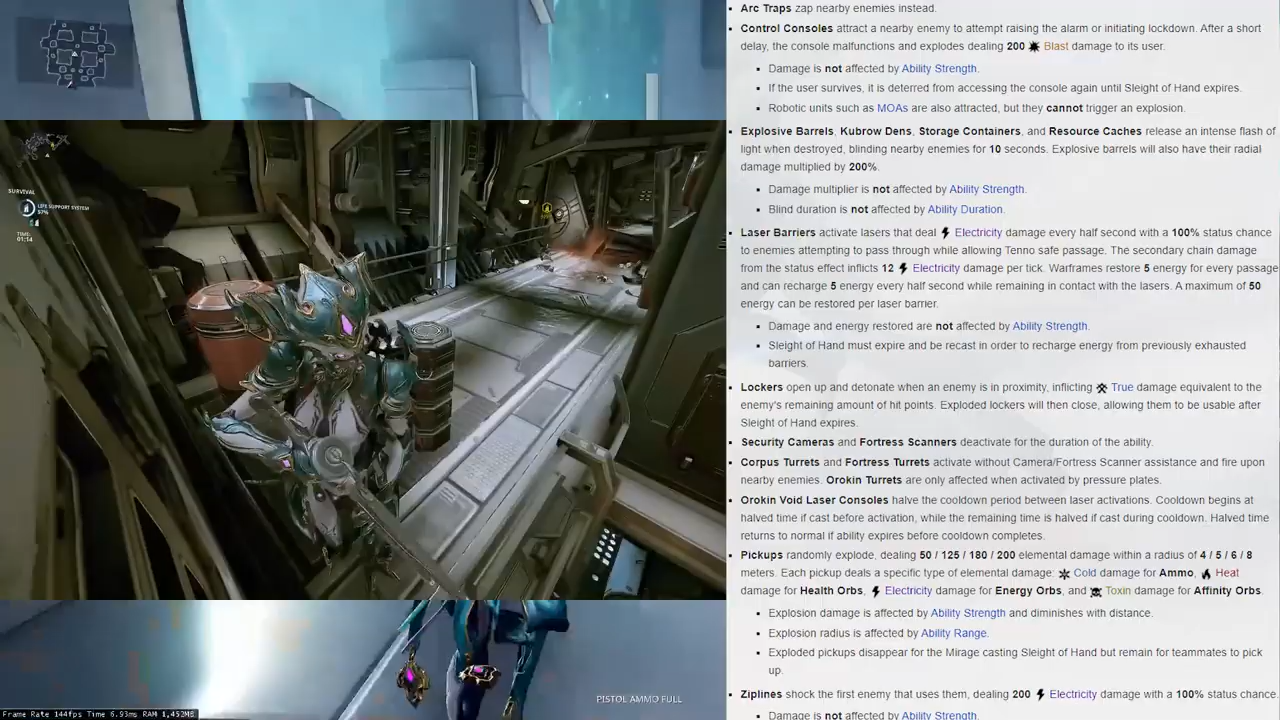 SURVIVAL
LIFE SUPPORT SYSTEM
57%
TIME:
01:14
PISTOL AMMO FULL
Frame Rate 144fps Time 6.93ms RAM 1,452MB
Arc Traps zap nearby enemies instead.
Control Consoles attract a nearby enemy to attempt raising the alarm or initiating lockdown. After a short
delay, the console malfunctions and explodes dealing 200 Blast damage to its user.
Damage is not affected by Ability Strength.
If the user survives, it is deterred from accessing the console again until Sleight of Hand expires.
Robotic units such as MOAs are also attracted, but they cannot trigger an explosion.
Explosive Barrels, Kubrow Dens, Storage Containers, and Resource Caches release an intense flash of
light when destroyed, blinding nearby enemies for 10 seconds. Explosive barrels will also have their radial
damage multiplied by 200%.
Damage multiplier is not affected by Ability Strength.
Blind duration is not affected by Ability Duration.
Laser Barriers activate lasers that deal Electricity damage every half second with a 100% status chance
to enemies attempting to pass through while allowing Tenno safe passage. The secondary chain damage
from the status effect inflicts 12 Electricity damage per tick. Warframes restore 5 energy for every passage
and can recharge 5 energy every half second while remaining in contact with the lasers. A maximum of 50
energy can be restored per laser barrier.
Damage and energy restored are not affected by Ability Strength.
Sleight of Hand must expire and be recast in order to recharge energy from previously exhausted
barriers.
Lockers open up and detonate when an enemy is in proximity, inflicting True damage equivalent to the
enemy's remaining amount of hit points. Exploded lockers will then close, allowing them to be usable after
Sleight of Hand expires.
Security Cameras and Fortress Scanners deactivate for the duration of the ability.
Corpus Turrets and Fortress Turrets activate without Camera/Fortress Scanner assistance and fire upon
nearby enemies. Orokin Turrets are only affected when activated by pressure plates.
Orokin Void Laser Consoles halve the cooldown period between laser activations. Cooldown begins at
halved time if cast before activation, while the remaining time is halved if cast during cooldown. Halved time
returns to normal if ability expires before cooldown completes.
Pickups randomly explode, dealing 50 / 125 / 180 / 200 elemental damage within a radius of 4 / 5 / 6 / 8
meters. Each pickup deals a specific type of elemental damage: Cold damage for Ammo, Heat
damage for Health Orbs, Electricity damage for Energy Orbs, and Toxin damage for Affinity Orbs.
Explosion damage is affected by Ability Strength and diminishes with distance.
Explosion radius is affected by Ability Range.
Exploded pickups disappear for the Mirage casting Sleight of Hand but remain for teammates to pick
up.
Ziplines shock the first enemy that uses them, dealing 200 Electricity damage with a 100% status chance.
Damage is not affected by Ability Strength.